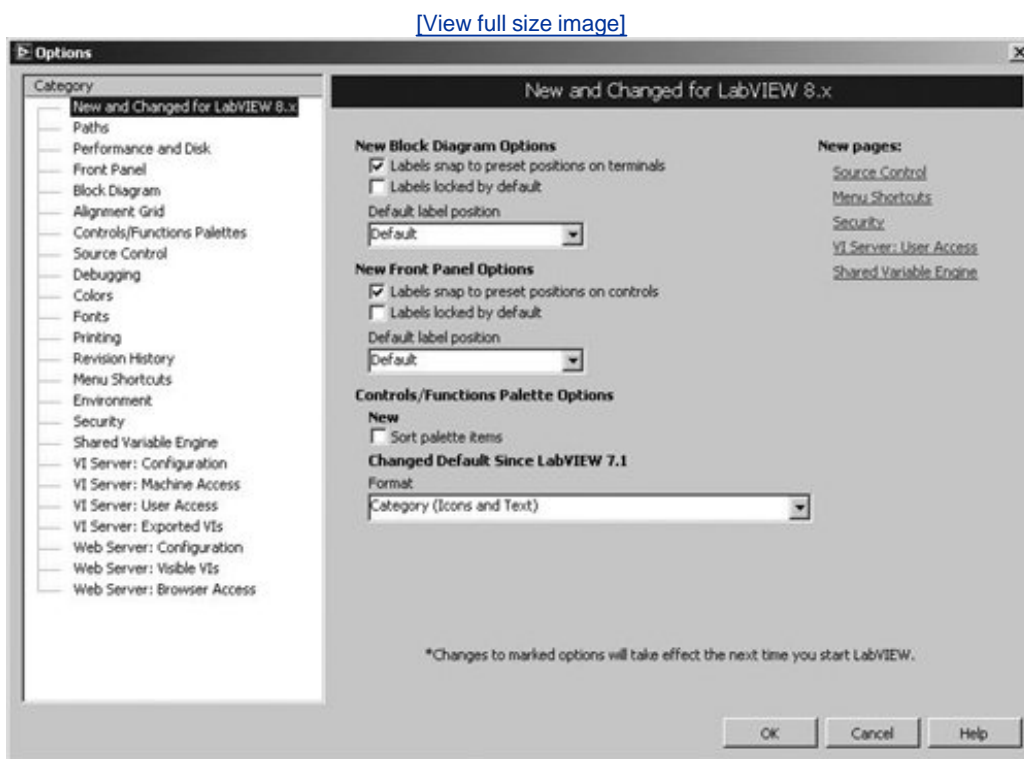 [View full size image]
Options
Category
New and Changed for LabVIEW 8.x
Paths
Performance and Disk
Front Panel
Block Diagram
Alignment Grid
Controls/Functions Palettes
Source Control
Debugging
Colors
Fonts
Printing
Revision History
Menu Shortcuts
Environment
Security
Shared Variable Engine
VI Server: Configuration
VI Server: Machine Access
VI Server: User Access
VI Server: Exported VIs
Web Server: Configuration
Web Server: Visible VIs
Web Server: Browser Access
New and Changed for LabVIEW 8.x
New Block Diagram Options
Labels snap to preset positions on terminals
Labels locked by default
Default label position
Default
New Front Panel Options
Labels snap to preset positions on controls
Labels locked by default
Default label position
Default
Controls/Functions Palette Options
New
Sort palette items
Changed Default Since LabVIEW 7.1
Format
Category (Icons and Text)
New pages:
Source Control
Menu Shortcuts
Security
VI Server: User Access
Shared Variable Engine
*Changes to marked options will take effect the next time you start LabVIEW.
OK
Cancel
Help